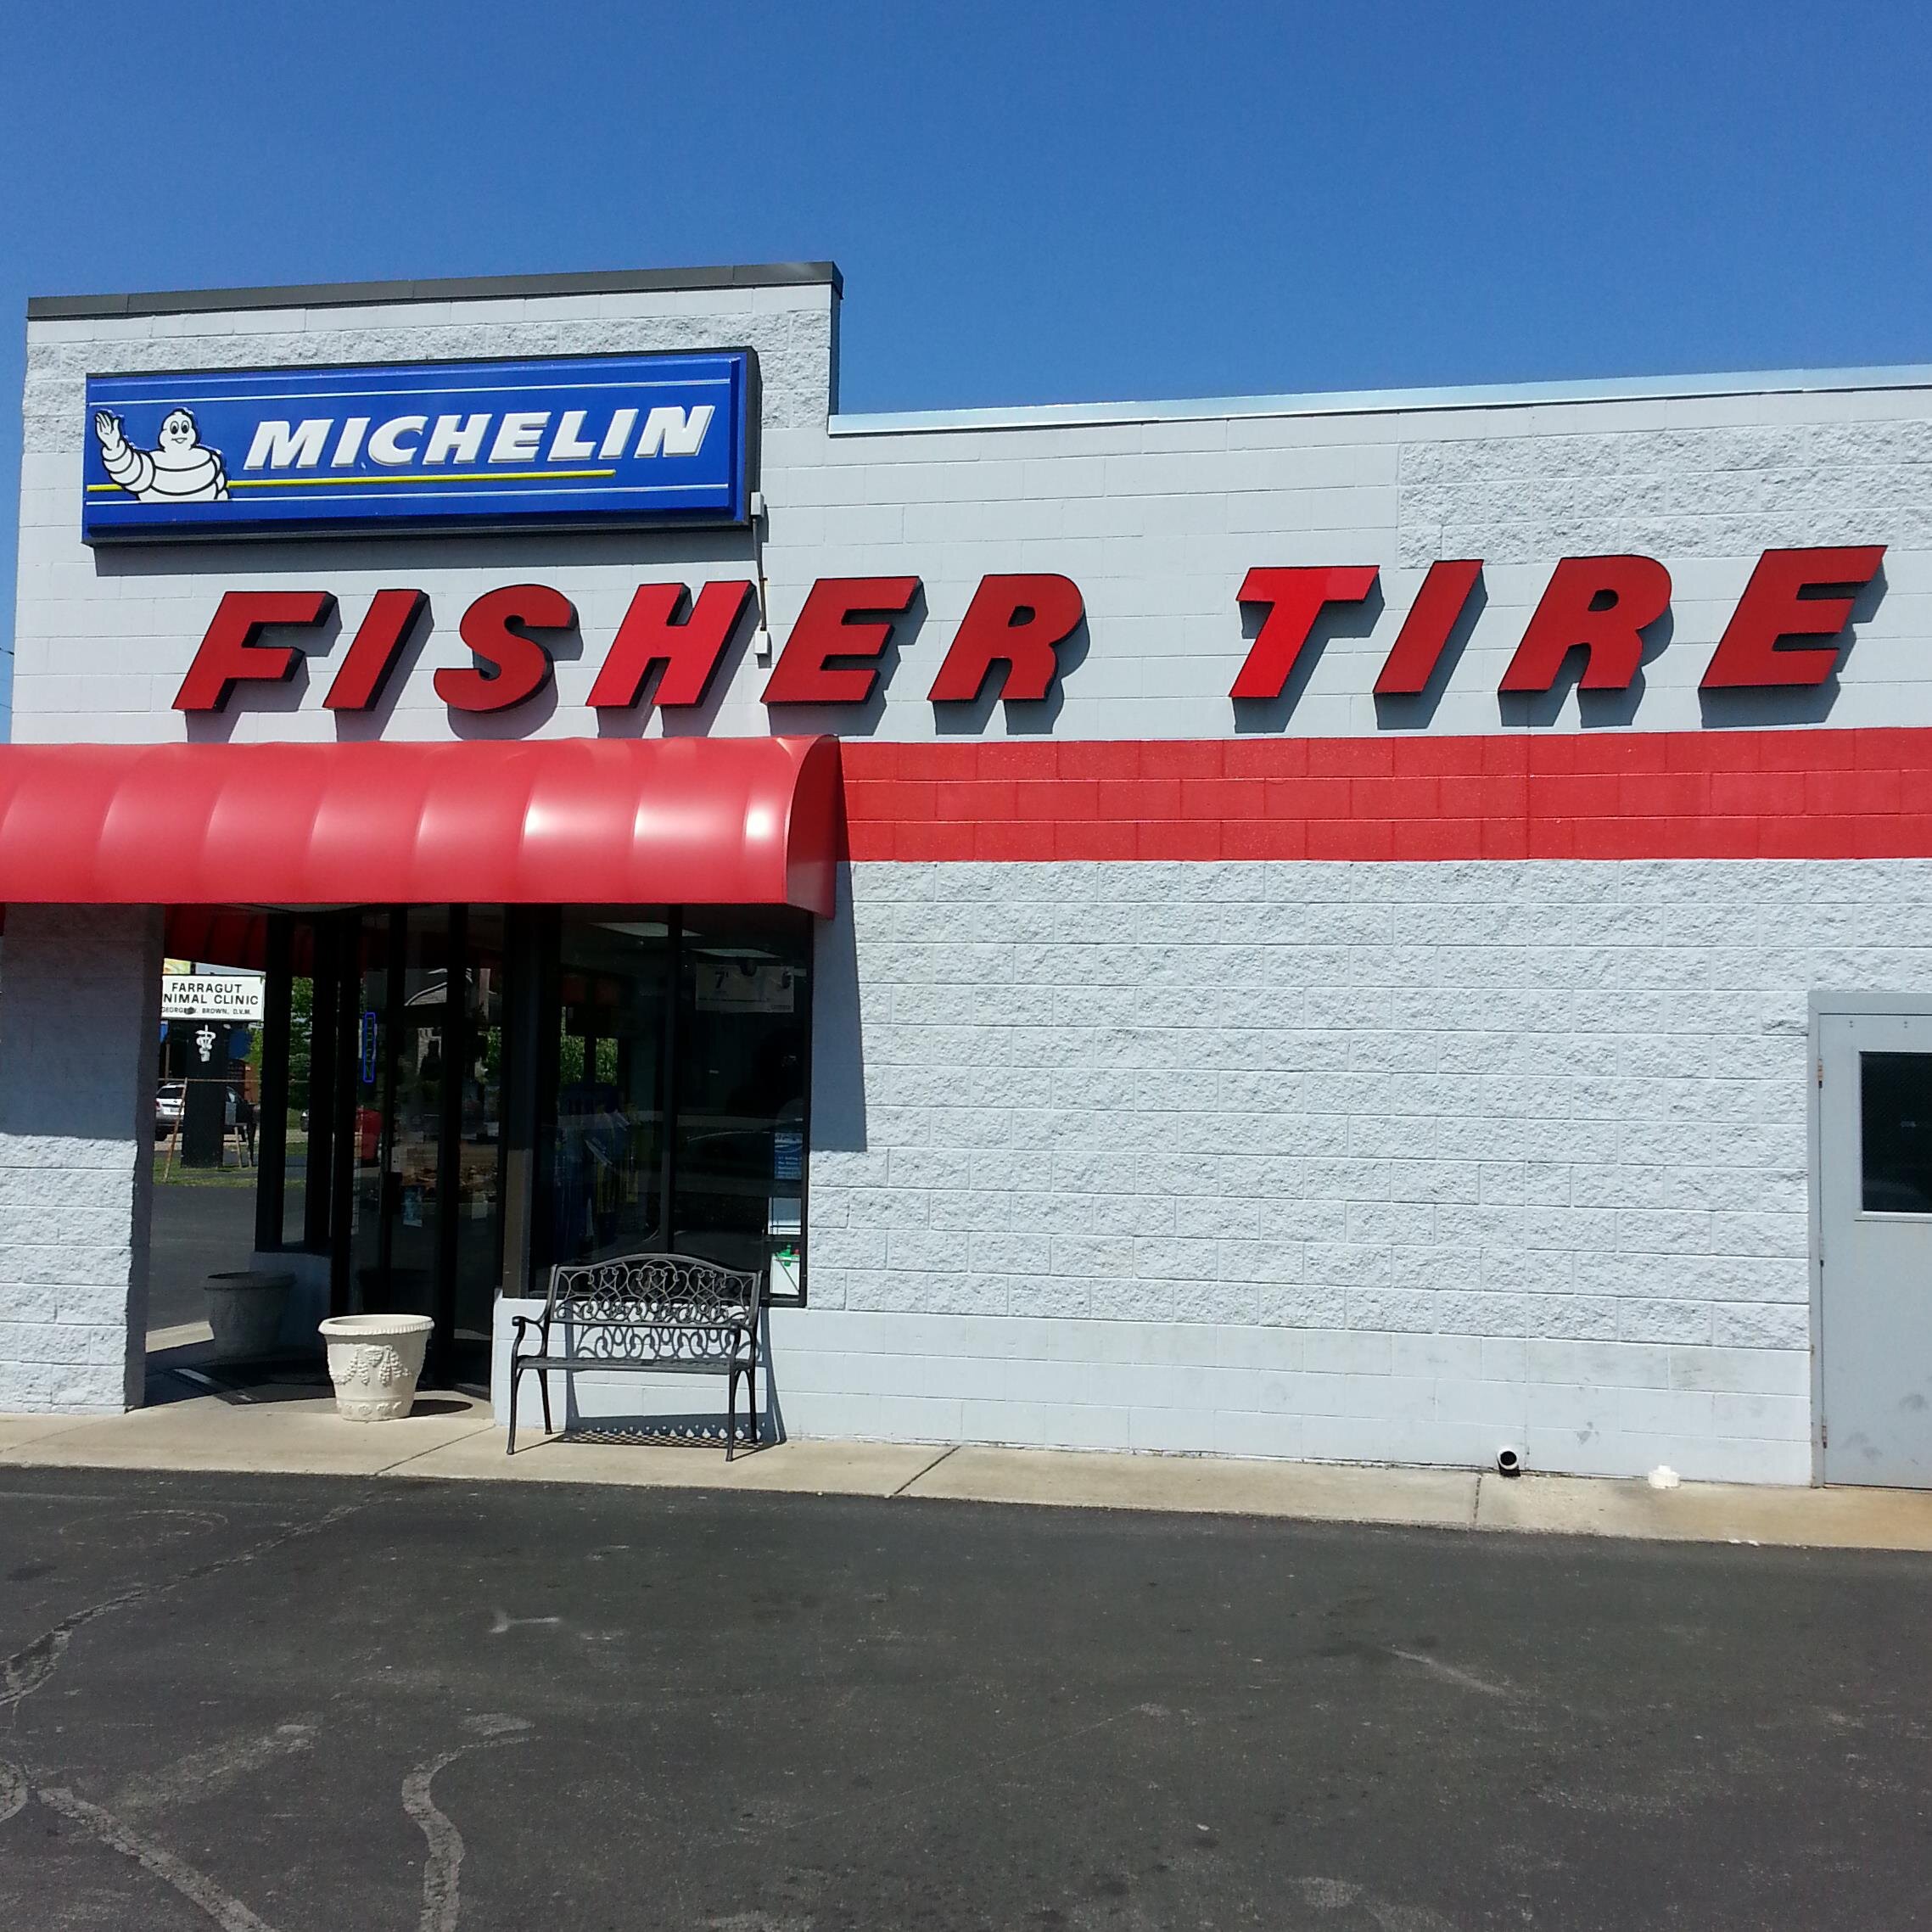 MICHELIN
FISHER TIRE
FARRAGUT
NIMAL CLINIC
BROWN, D.V.M.